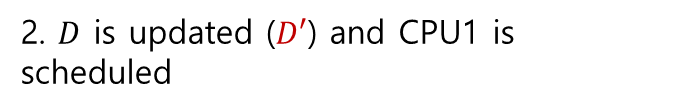 2. D is updated (D′) and CPU1 is
scheduled